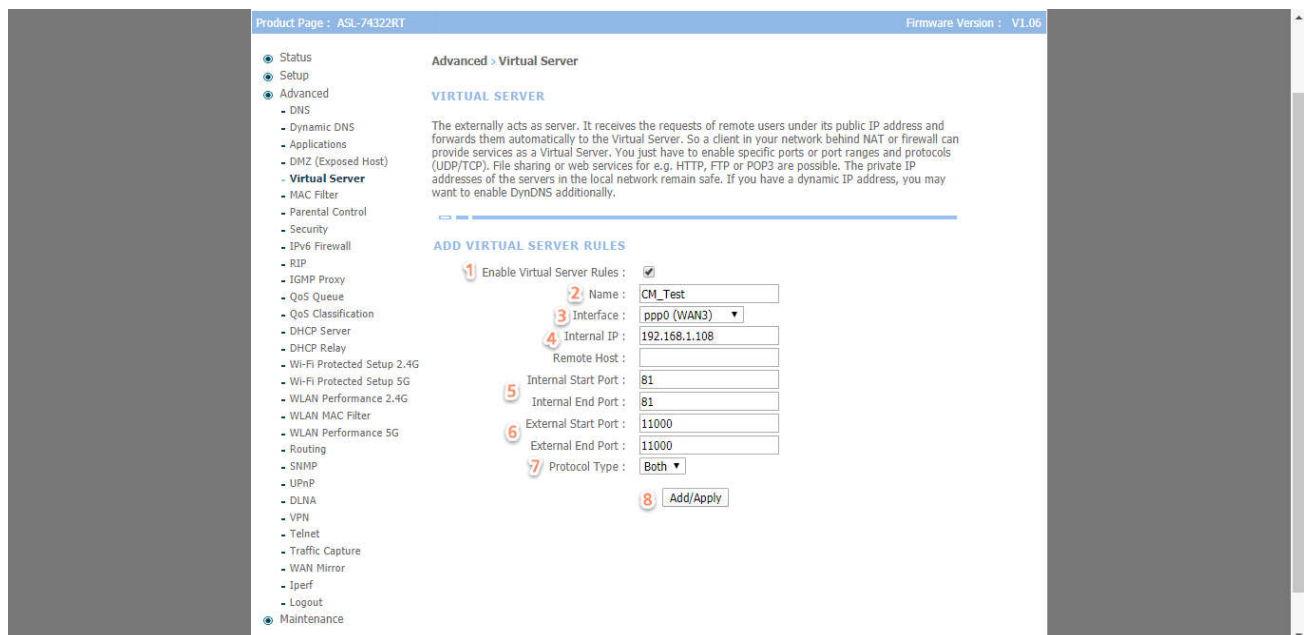 Product Page : ASL-74322RT
Firmware Version : V1.06
Status
Setup
Advanced
- DNS
- Dynamic DNS
- Applications
- DMZ (Exposed Host)
- Virtual Server
- MAC Filter
- Parental Control
- Security
- IPv6 Firewall
- RIP
- IGMP Proxy
- QoS Queue
- QoS Classification
- DHCP Server
- DHCP Relay
- Wi-Fi Protected Setup 2.4G
- Wi-Fi Protected Setup 5G
- WLAN Performance 2.4G
- WLAN MAC Filter
- WLAN Performance 5G
- Routing
- SNMP
- UPnP
- DLNA
- VPN
- Telnet
- Traffic Capture
- WAN Mirror
- Iperf
- Logout
Maintenance
Advanced > Virtual Server
VIRTUAL SERVER
The externally acts as server. It receives the requests of remote users under its public IP address and
forwards them automatically to the Virtual Server. So a client in your network behind NAT or firewall can
provide services as a Virtual Server. You just have to enable specific ports or port ranges and protocols
(UDP/TCP). File sharing or web services for e.g. HTTP, FTP or POP3 are possible. The private IP
addresses of the servers in the local network remain safe. If you have a dynamic IP address, you may
want to enable DynDNS additionally.
ADD VIRTUAL SERVER RULES
1 Enable Virtual Server Rules :
2 Name : CM_Test
3 Interface : ppp0 (WAN3)
4 Internal IP : 192.168.1.108
Remote Host :
5
Internal Start Port : 81
Internal End Port : 81
6
External Start Port : 11000
External End Port : 11000
7 Protocol Type : Both
8 Add/Apply